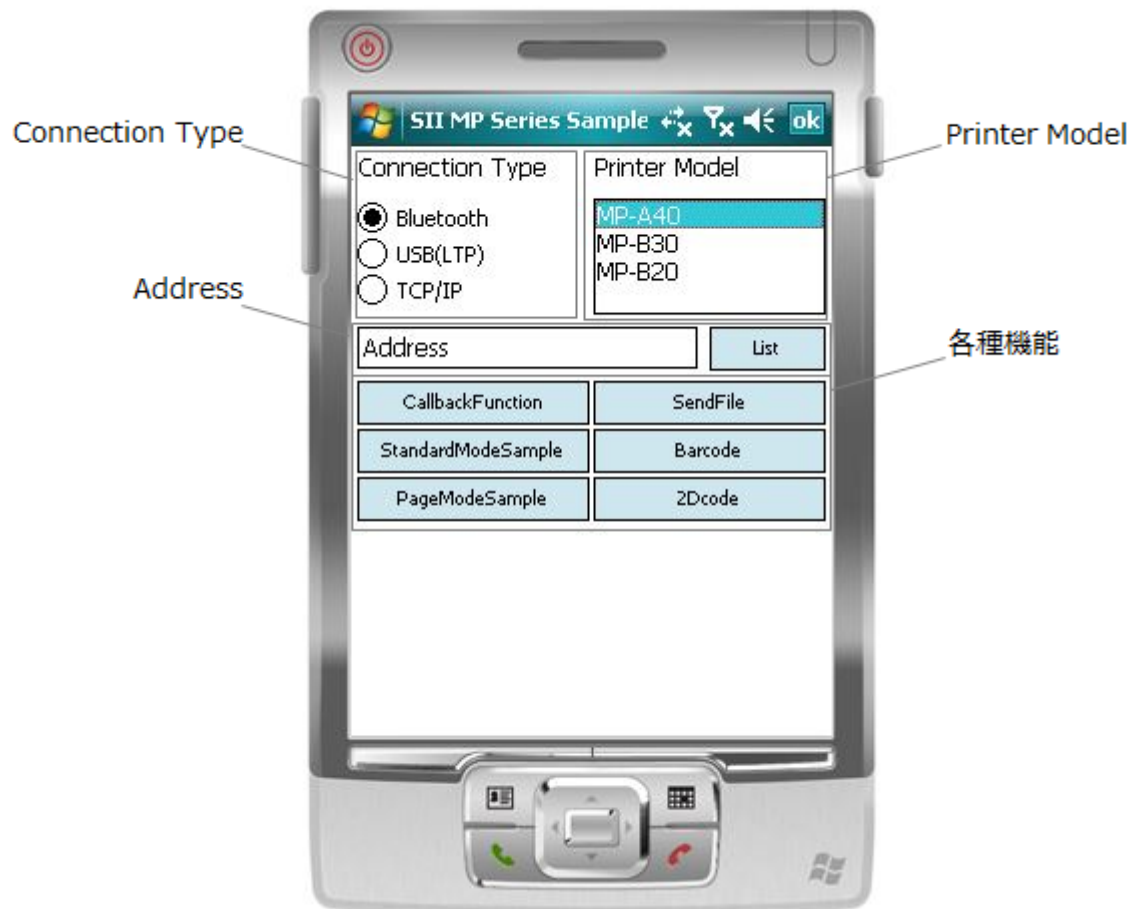 SII MP Series Sample ok
Connection Type
Printer Model
Connection Type
Printer Model
Bluetooth
USB(LTP)
TCP/IP
MP-A40
MP-B30
MP-B20
Address
Address
List
各種機能
CallbackFunction
SendFile
StandardModeSample
Barcode
PageModeSample
2Dcode